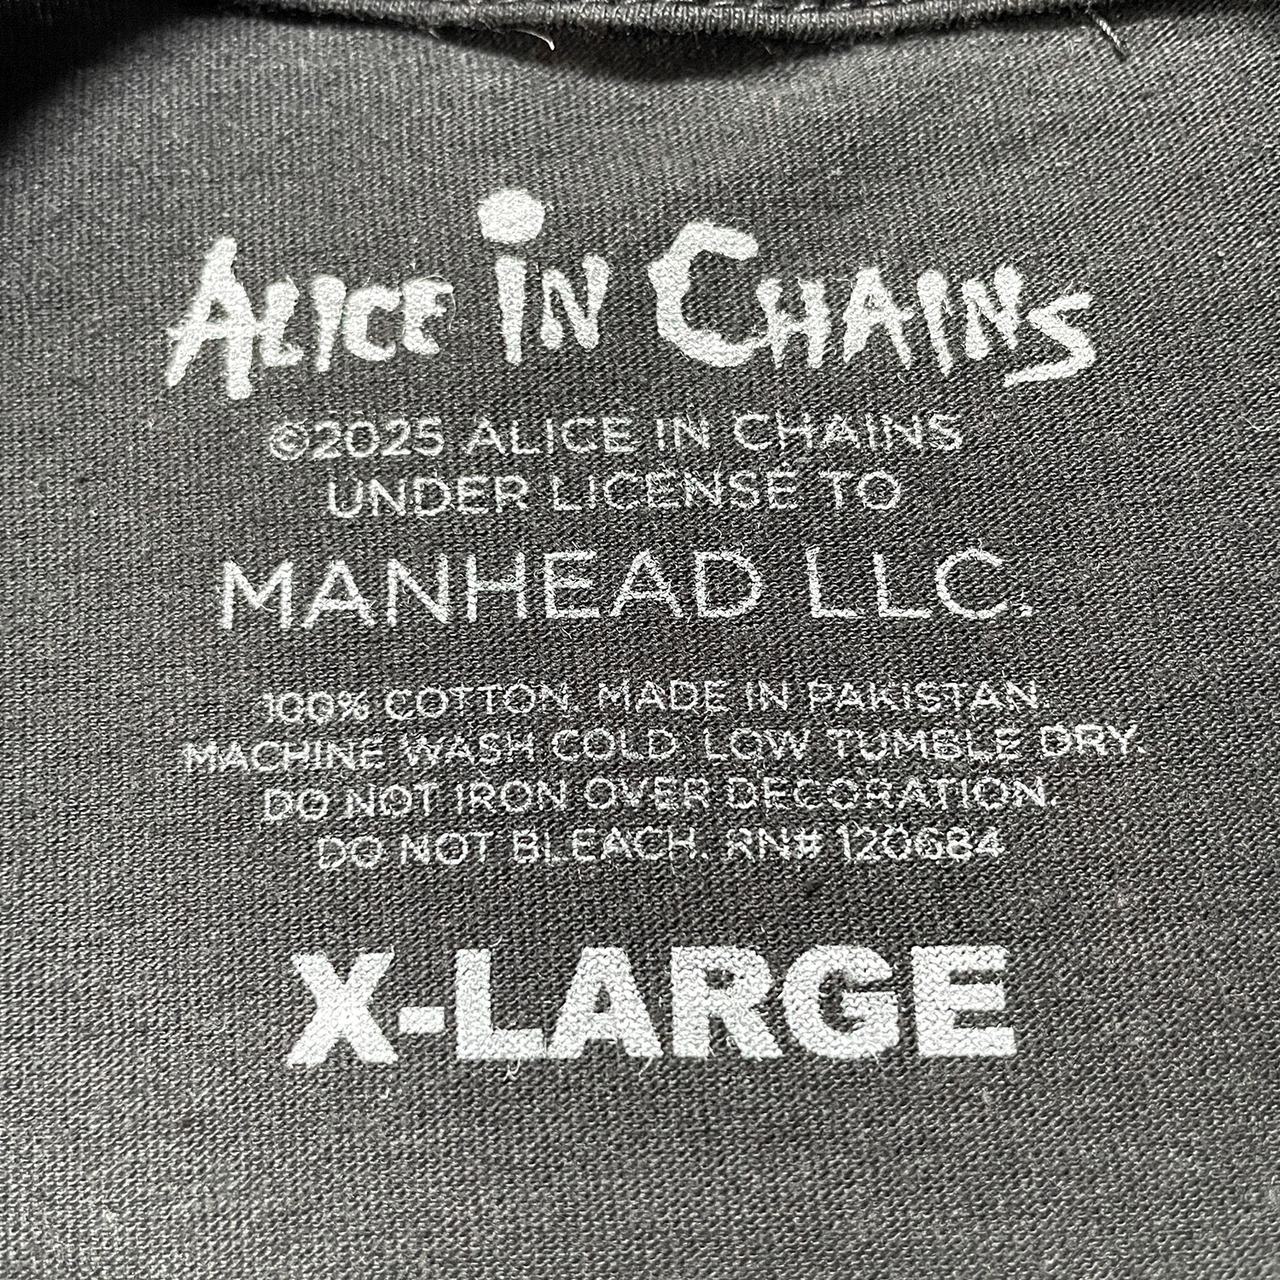 ALICE iN CHAINS
©2025 ALICE IN CHAINS
UNDER LICENSE TO
MANHEAD LLC.
100% COTTON. MADE IN PAKISTAN.
MACHINE WASH COLD. LOW TUMBLE DRY.
DO NOT IRON OVER DECORATION.
DO NOT BLEACH. RN# 120684
X-LARGE